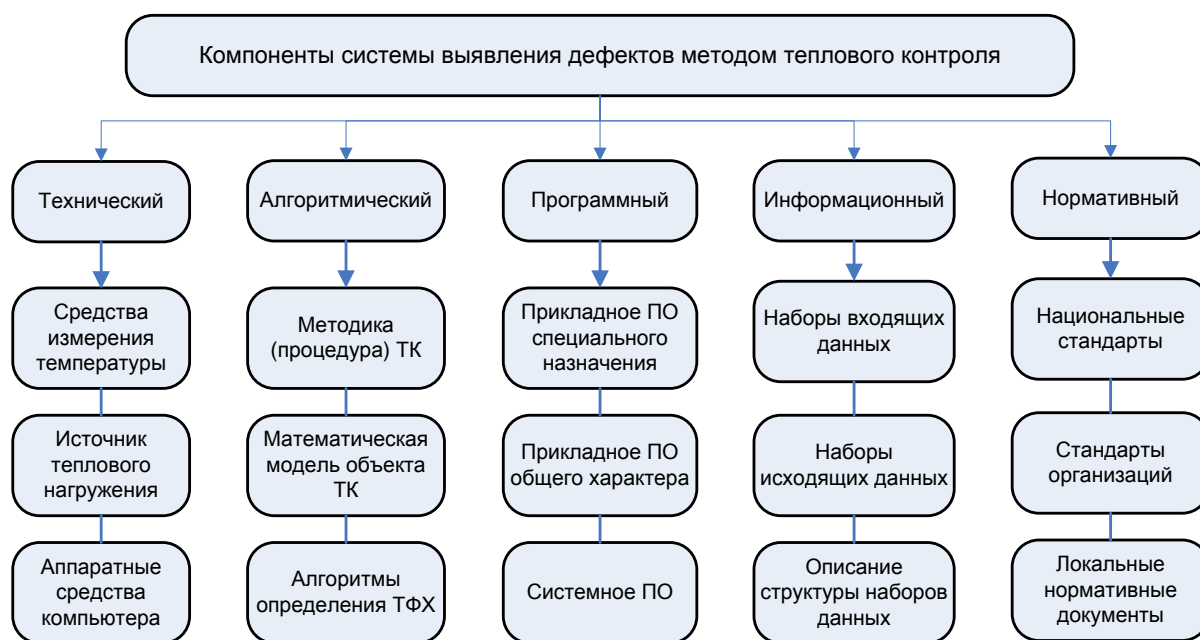 Компоненты системы выявления дефектов методом теплового контроля
Технический
Алгоритмический
Программный
Информационный
Нормативный
Средства
измерения
температуры
Методика
(процедура) ТК
Прикладное ПО
специального
назначения
Наборы входящих
данных
Национальные
стандарты
Источник
теплового
нагружения
Математическая
модель объекта
ТК
Прикладное ПО
общего характера
Наборы
исходящих данных
Стандарты
организаций
Аппаратные
средства
компьютера
Алгоритмы
определения ТФХ
Системное ПО
Описание
структуры наборов
данных
Локальные
нормативные
документы